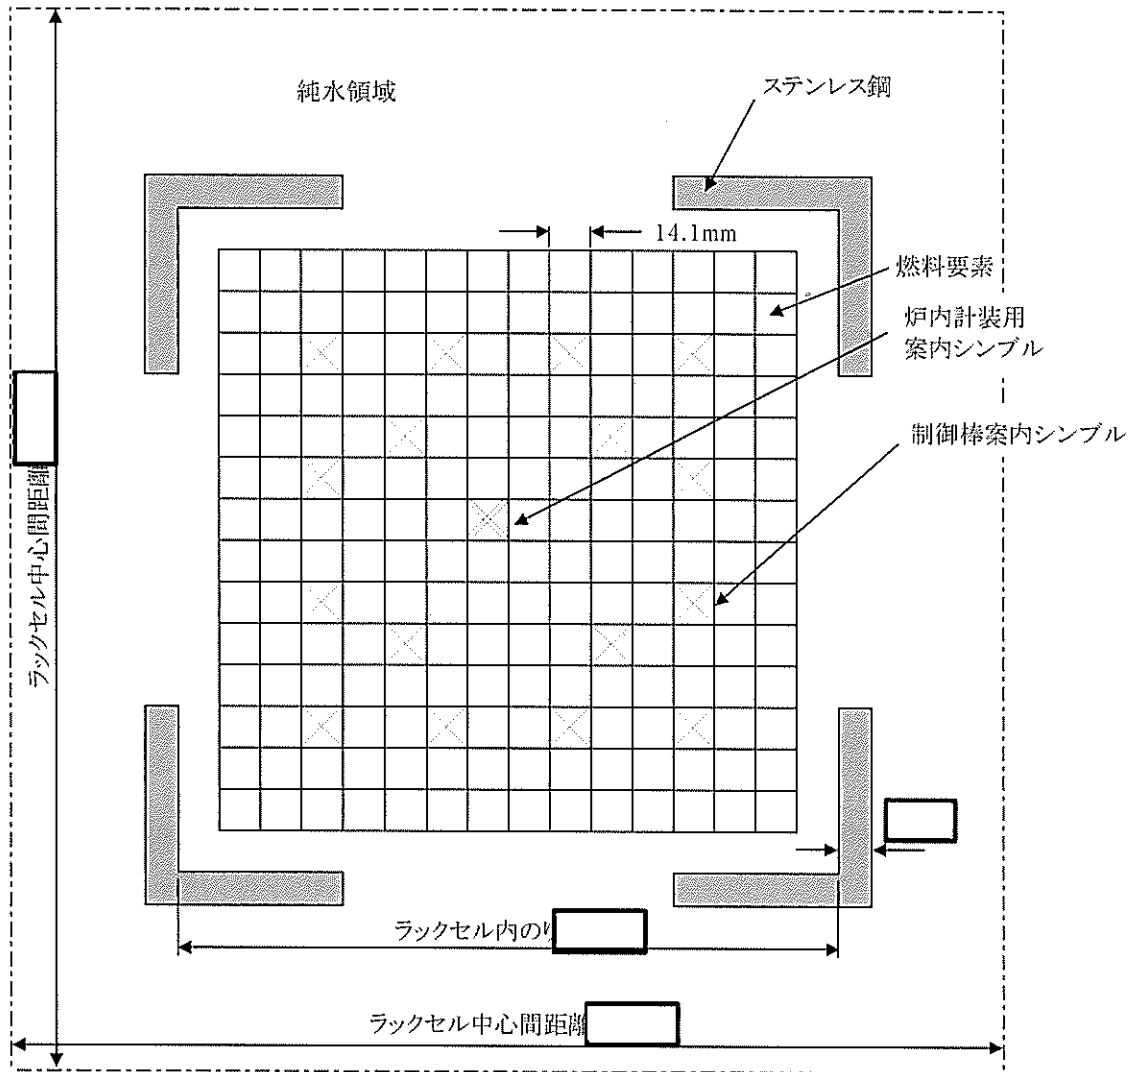 純水領域
ステンレス鋼
14.1mm
燃料要素
炉内計装用
案内シンブル
制御棒案内シンブル
ラックセル中心間距離
ラックセル内のり
ラックセル中心間距離